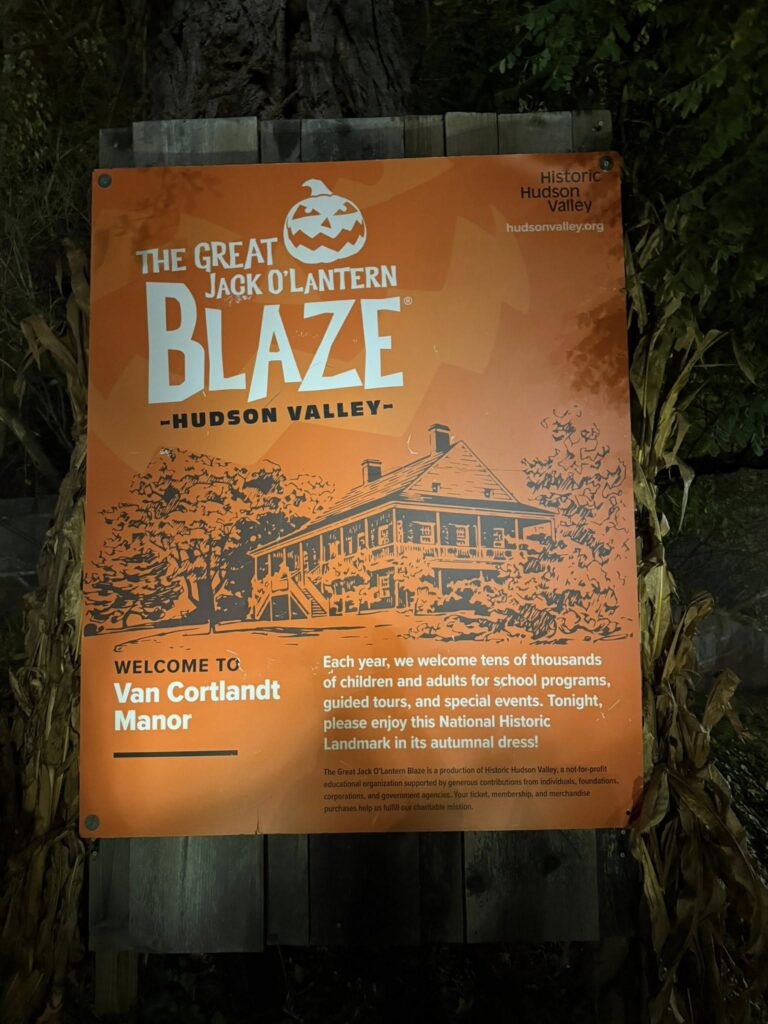 Historic
Hudson
Valley
hudsonvalley.org
THE GREAT
JACK O'LANTERN
BLAZE®
-HUDSON VALLEY-
WELCOME TO
Van Cortlandt
Manor
Each year, we welcome tens of thousands
of children and adults for school programs,
guided tours, and special events. Tonight,
please enjoy this National Historic
Landmark in its autumnal dress!
The Great Jack O'Lantern Blaze is a production of Historic Hudson Valley, a not-for-profit
educational organization supported by generous contributions from individuals, foundations,
corporations, and government agencies. Your ticket, membership, and merchandise
purchases help us fulfill our charitable mission.